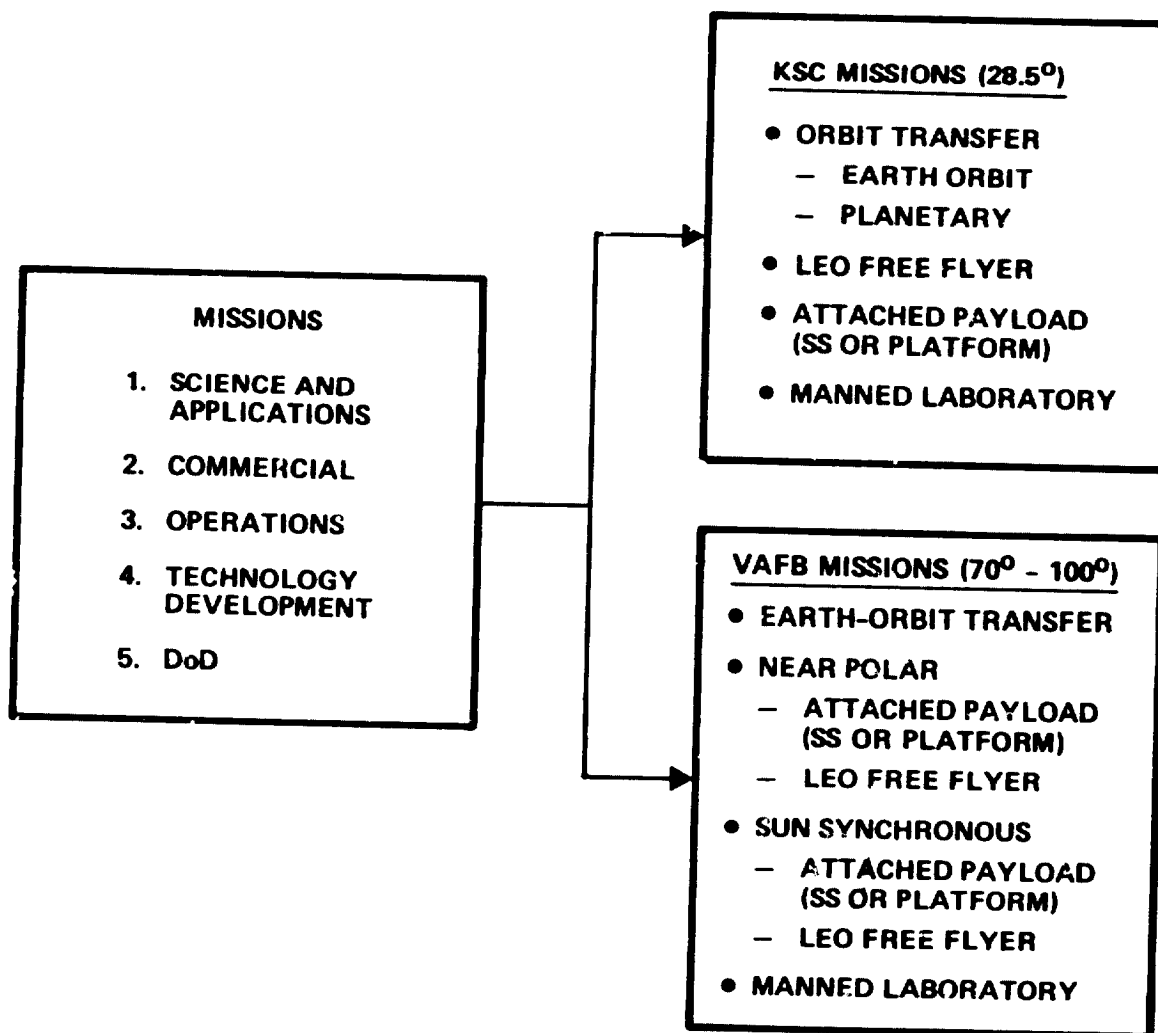 MISSIONS
1. SCIENCE AND
APPLICATIONS
2. COMMERCIAL
3. OPERATIONS
4. TECHNOLOGY
DEVELOPMENT
5. DoD
KSC MISSIONS (28.5⁰)
● ORBIT TRANSFER
– EARTH ORBIT
– PLANETARY
● LEO FREE FLYER
● ATTACHED PAYLOAD
(SS OR PLATFORM)
● MANNED LABORATORY
VAFB MISSIONS (70⁰ - 100⁰)
● EARTH-ORBIT TRANSFER
● NEAR POLAR
– ATTACHED PAYLOAD
(SS OR PLATFORM)
– LEO FREE FLYER
● SUN SYNCHRONOUS
– ATTACHED PAYLOAD
(SS OR PLATFORM)
– LEO FREE FLYER
● MANNED LABORATORY